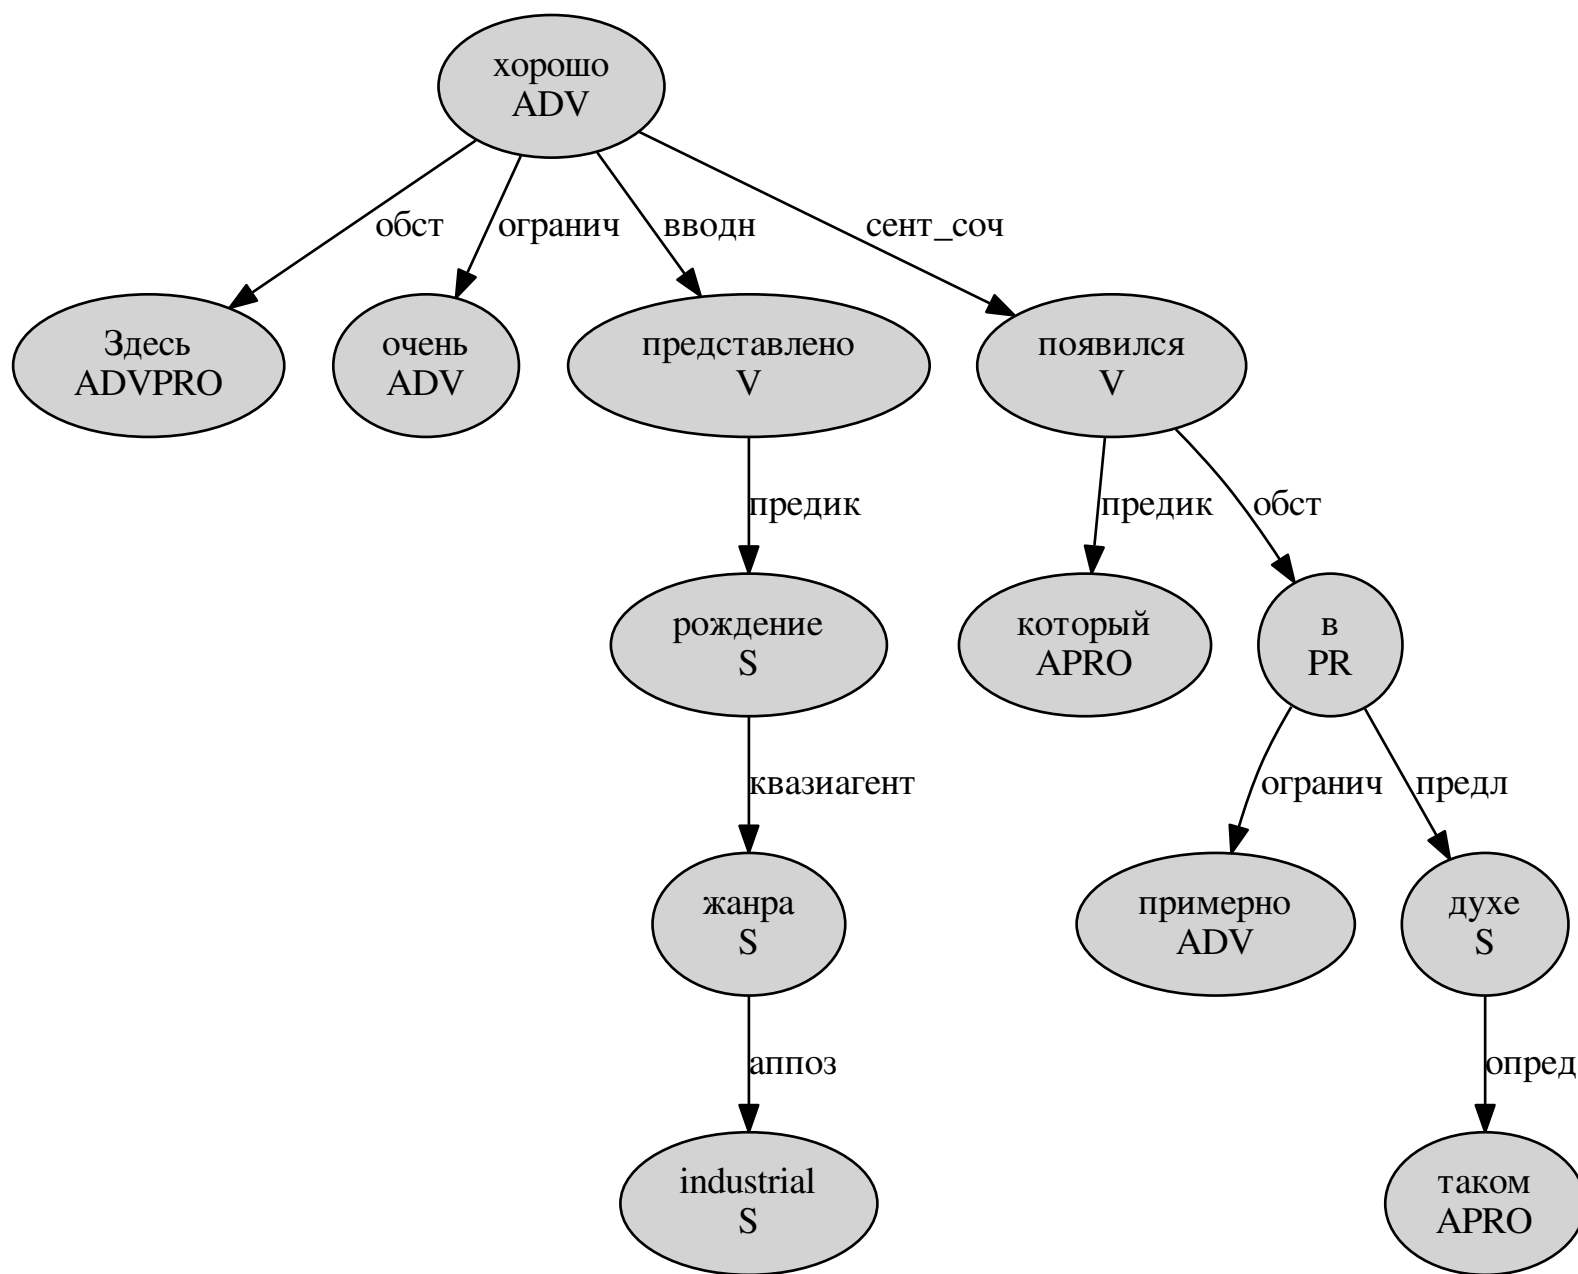 хорошо
ADV
обст
огранич
вводн
сент_соч
Здесь
ADVPRO
очень
ADV
представлено
V
появился
V
предик
предик
обст
рождение
S
который
APRO
в
PR
квазиагент
огранич
предл
жанра
S
примерно
ADV
духе
S
аппоз
опред
industrial
S
таком
APRO